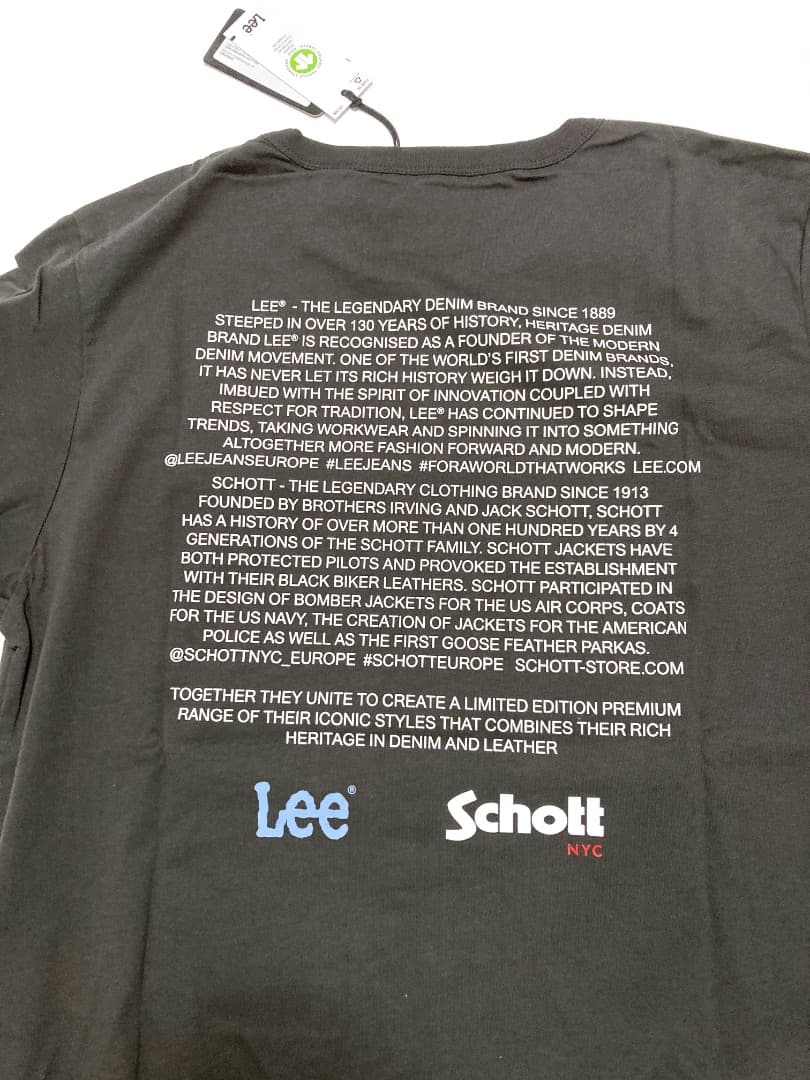 Lee
LEE® - THE LEGENDARY DENIM BRAND SINCE 1889
STEEPED IN OVER 130 YEARS OF HISTORY, HERITAGE DENIM
BRAND LEE® IS RECOGNISED AS A FOUNDER OF THE MODERN
DENIM MOVEMENT. ONE OF THE WORLD'S FIRST DENIM BRANDS,
IT HAS NEVER LET ITS RICH HISTORY WEIGH IT DOWN. INSTEAD,
IMBUED WITH THE SPIRIT OF INNOVATION COUPLED WITH
RESPECT FOR TRADITION, LEE® HAS CONTINUED TO SHAPE
TRENDS, TAKING WORKWEAR AND SPINNING IT INTO SOMETHING
ALTOGETHER MORE FASHION FORWARD AND MODERN.
@LEEJEANSEUROPE #LEEJEANS #FORAWORLDTHATWORKS LEE.COM
SCHOTT - THE LEGENDARY CLOTHING BRAND SINCE 1913
FOUNDED BY BROTHERS IRVING AND JACK SCHOTT, SCHOTT
HAS A HISTORY OF OVER MORE THAN ONE HUNDRED YEARS BY 4
GENERATIONS OF THE SCHOTT FAMILY. SCHOTT JACKETS HAVE
BOTH PROTECTED PILOTS AND PROVOKED THE ESTABLISHMENT
WITH THEIR BLACK BIKER LEATHERS. SCHOTT PARTICIPATED IN
THE DESIGN OF BOMBER JACKETS FOR THE US AIR CORPS, COATS
FOR THE US NAVY, THE CREATION OF JACKETS FOR THE AMERICAN
POLICE AS WELL AS THE FIRST GOOSE FEATHER PARKAS.
@SCHOTTNYC_EUROPE #SCHOTTEUROPE SCHOTT-STORE.COM
TOGETHER THEY UNITE TO CREATE A LIMITED EDITION PREMIUM
RANGE OF THEIR ICONIC STYLES THAT COMBINES THEIR RICH
HERITAGE IN DENIM AND LEATHER
Lee® Schott
NYC